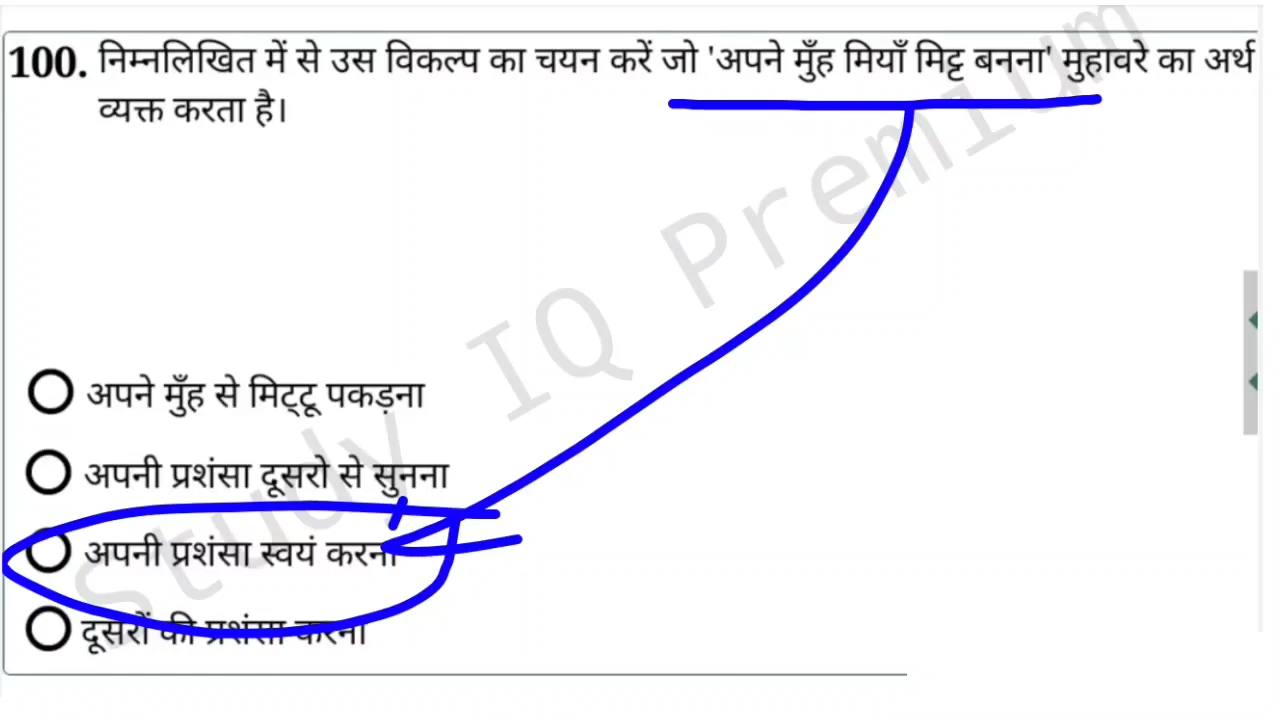 100. निम्नलिखित में से उस विकल्प का चयन करें जो 'अपने मुँह मियाँ मिट्ट बनना' मुहावरे का अर्थ
व्यक्त करता है।
Study IQ Premium
अपने मुँह से मिट्‌टू पकड़ना
अपनी प्रशंसा दूसरो से सुनना
अपनी प्रशंसा स्वयं करना
दूसरों की प्रशंसा करना